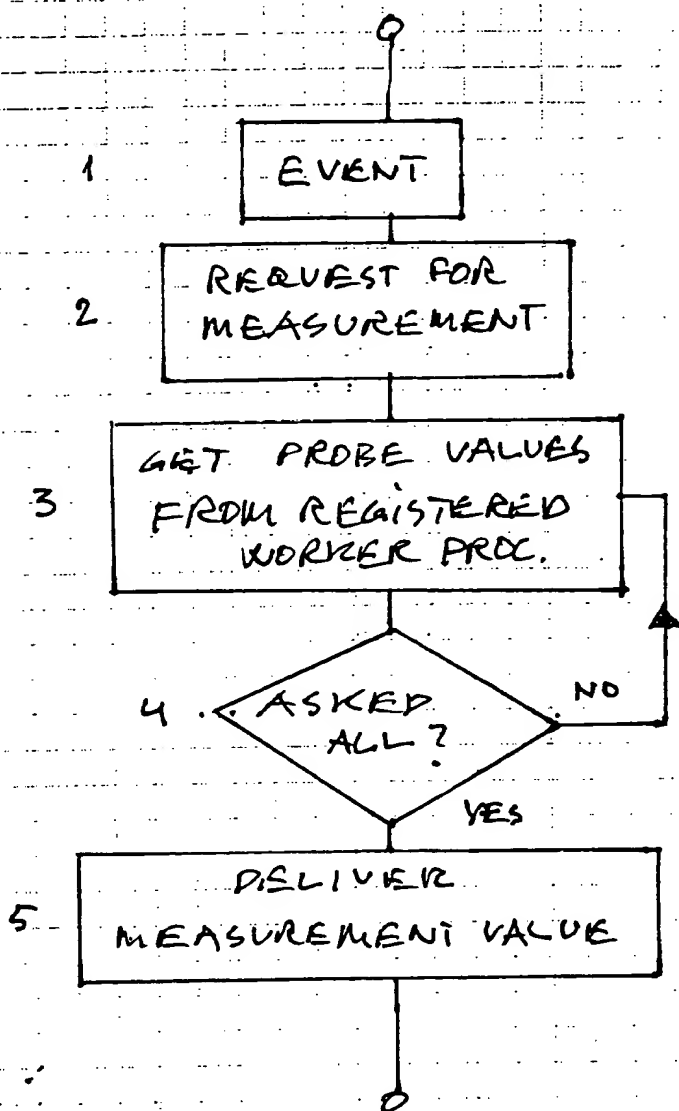 1
EVENT
2
REQUEST FOR
MEASUREMENT
3
GET PROBE VALUES
FROM REGISTERED
WORKER PROC.
4
ASKED
ALL?
NO
YES
5
DELIVER
MEASUREMENT VALUE